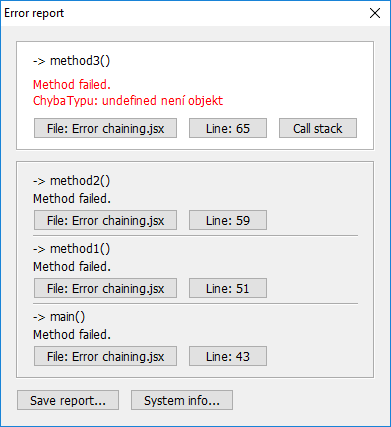 Error report
-> method3()
Method failed.
ChybaTypu: undefined není objekt
File: Error chaining.jsx Line: 65 Call stack
-> method2()
Method failed.
File: Error chaining.jsx Line: 59
-> method1()
Method failed.
File: Error chaining.jsx Line: 51
-> main()
Method failed.
File: Error chaining.jsx Line: 43
Save report... System info...